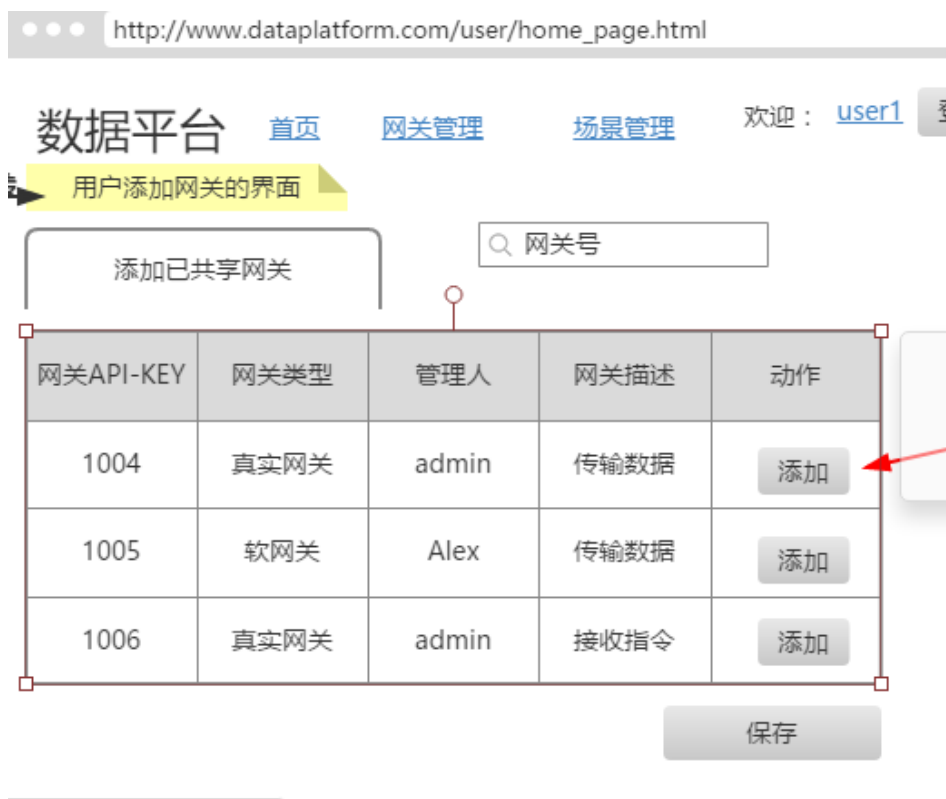 http://www.dataplatform.com/user/home_page.html
数据平台 首页 网关管理 场景管理 欢迎： user1
用户添加网关的界面
网关号
添加已共享网关
网关API-KEY 网关类型 管理人 网关描述 动作
1004 真实网关 admin 传输数据 添加
1005 软网关 Alex 传输数据 添加
1006 真实网关 admin 接收指令 添加
保存